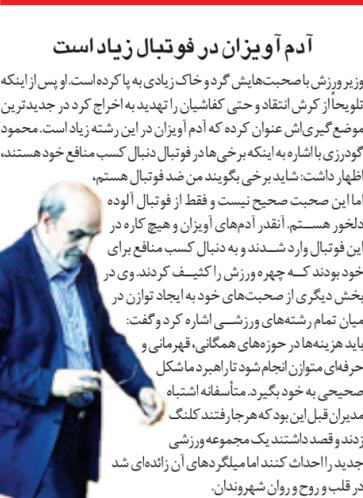 آدم آویزان در فوتبال زیاد است
وزیر ورزش با صحبت‌هایش گرد و خاک زیادی به پا کرده است. او پس از اینکه
تلویحاً از کرش انتقاد و حتی کفاشیان را تهدید به اخراج کرد در جدیدترین
موضع‌گیری‌اش عنوان کرده که آدم آویزان در این رشته زیاد است. محمود
گودرزی با اشاره به اینکه برخی‌ها در فوتبال دنبال کسب منافع خود هستند،
اظهار داشت: شاید برخی بگویند من ضد فوتبال هستم،
اما این صحبت صحیح نیست و فقط از فوتبال آلوده
دلخور هستم. آنقدر آدم‌های آویزان و هیچ کاره در
این فوتبال وارد شدند و به دنبال کسب منافع برای
خود بودند که چهره ورزش را کثیف کردند. وی در
بخش دیگری از صحبت‌های خود به ایجاد توازن در
میان تمام رشته‌های ورزشی اشاره کرد و گفت:
باید هزینه‌ها در حوزه‌های همگانی، قهرمانی و
حرفه‌ای متوازن انجام شود تا راهبرد ما شکل
صحیحی به خود بگیرد. متأسفانه اشتباه
مدیران قبل این بود که هر جا رفتند کلنگ
زدند و قصد داشتند یک مجموعه ورزشی
جدید را احداث کنند اما میلگردهای آن زائده‌ای شد
در قلب و روح و روان شهروندان.